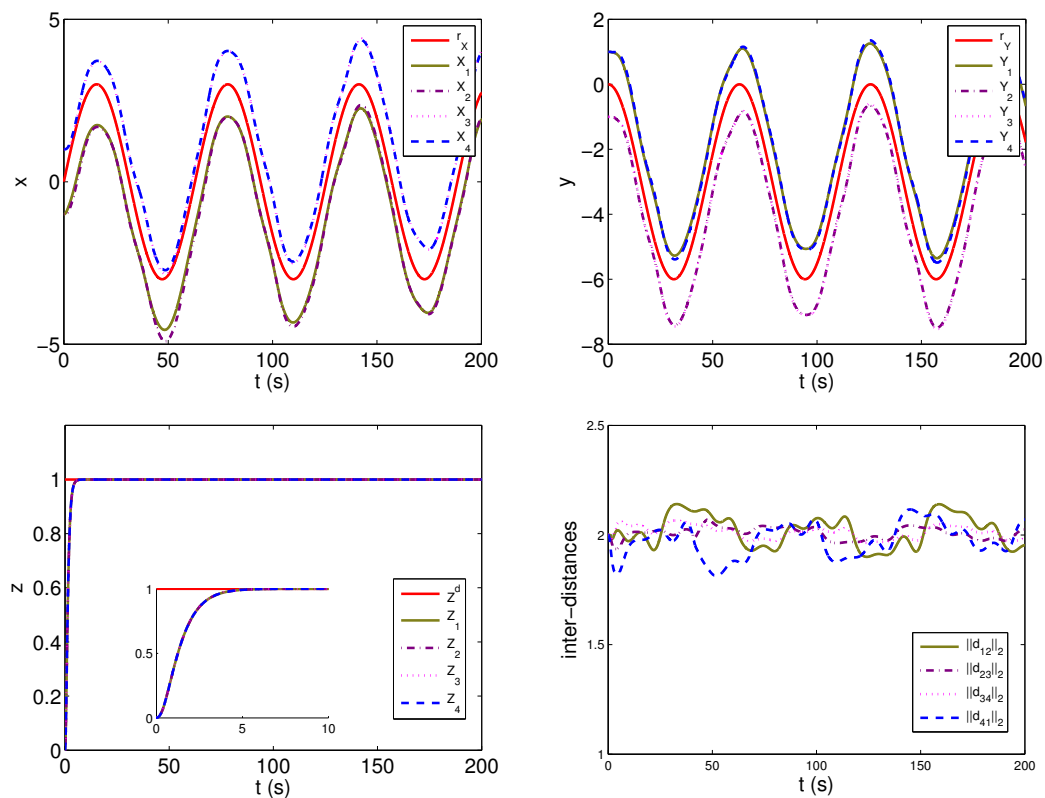 5
0
−5
x
0
50
100
150
200
t (s)
r_X
X_1
X_2
X_3
X_4
2
0
−2
−4
−6
−8
y
0
50
100
150
200
t (s)
r_Y
Y_1
Y_2
Y_3
Y_4
1
0.8
0.6
0.4
0.2
0
z
0
50
100
150
200
t (s)
1
0.5
0
0
5
10
Z^d
Z_1
Z_2
Z_3
Z_4
2.5
2
1.5
1
inter-distances
0
50
100
150
200
t (s)
||d_12||_2
||d_23||_2
||d_34||_2
||d_41||_2